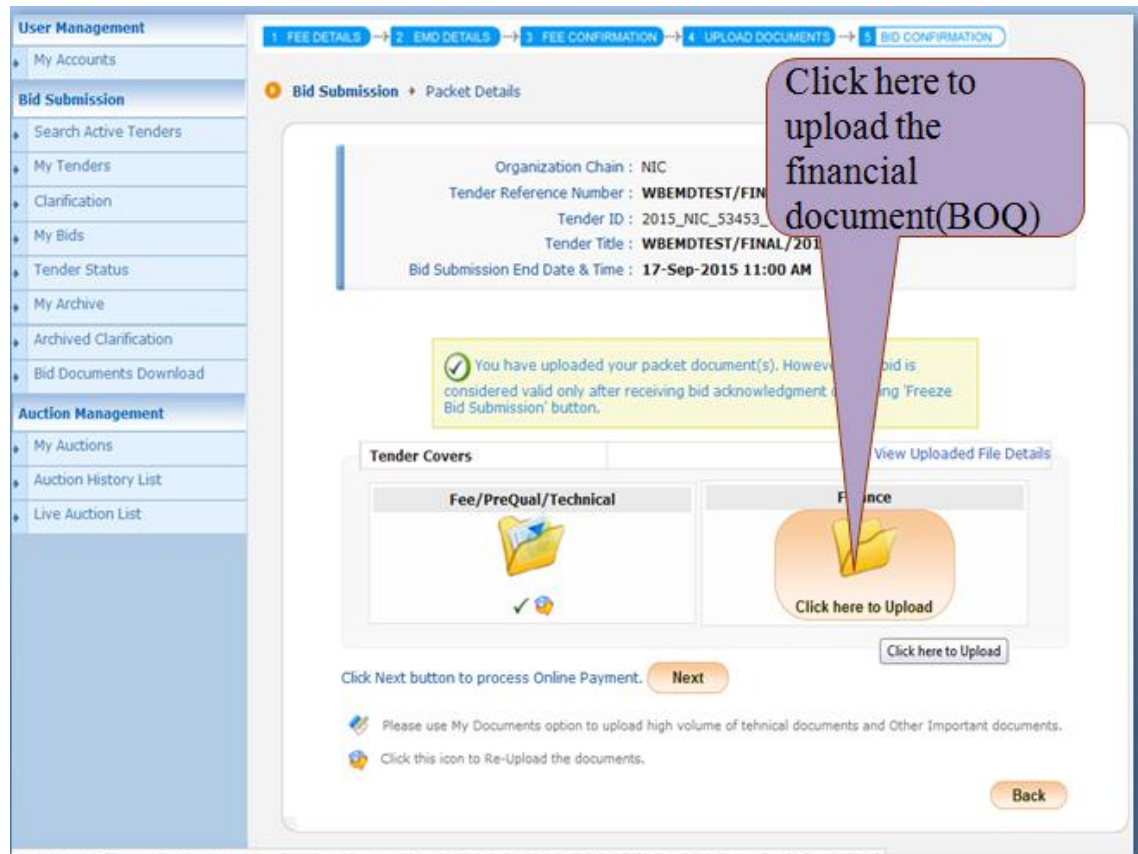 User Management
My Accounts
Bid Submission
Search Active Tenders
My Tenders
Clarification
My Bids
Tender Status
My Archive
Archived Clarification
Bid Documents Download
Auction Management
My Auctions
Auction History List
Live Auction List
1 FEE DETAILS 2 EMD DETAILS 3 FEE CONFIRMATION 4 UPLOAD DOCUMENTS 5 BID CONFIRMATION
Bid Submission Packet Details
Click here to
upload the
financial
document(BOQ)
Organization Chain : NIC
Tender Reference Number : WBEMDTEST/FIN
Tender ID : 2015_NIC_53453_
Tender Title : WBEMDTEST/FINAL/201
Bid Submission End Date & Time : 17-Sep-2015 11:00 AM
You have uploaded your packet document(s). However bid is
considered valid only after receiving bid acknowledgment 'Freeze
Bid Submission' button.
Tender Covers View Uploaded File Details
Fee/PreQual/Technical
Click here to Upload
Click here to Upload
Click Next button to process Online Payment. Next
Please use My Documents option to upload high volume of tehnical documents and Other Important documents.
Click this icon to Re-Upload the documents.
Back